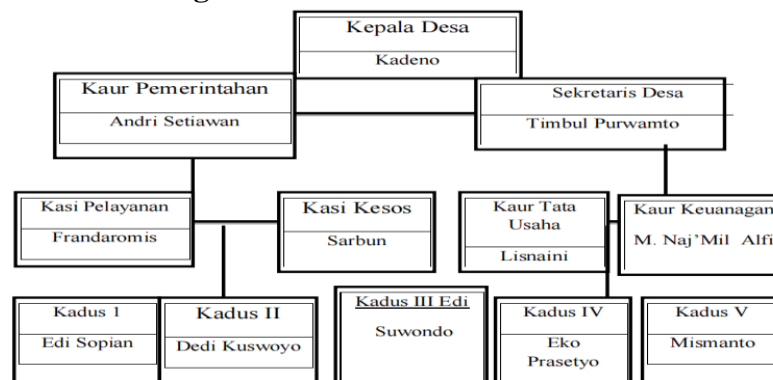 Kepala Desa
Kadeno
Kaur Pemerintahan
Andri Setiawan
Sekretaris Desa
Timbul Purwamto
Kasi Pelayanan
Frandaromis
Kasi Kesos
Sarbun
Kaur Tata
Usaha
Lisnaini
Kaur Keuanagan
M. Naj’Mil Alfi
Kadus 1
Edi Sopian
Kadus II
Dedi Kuswoyo
Kadus III Edi
Suwondo
Kadus IV
Eko
Prasetyo
Kadus V
Mismanto